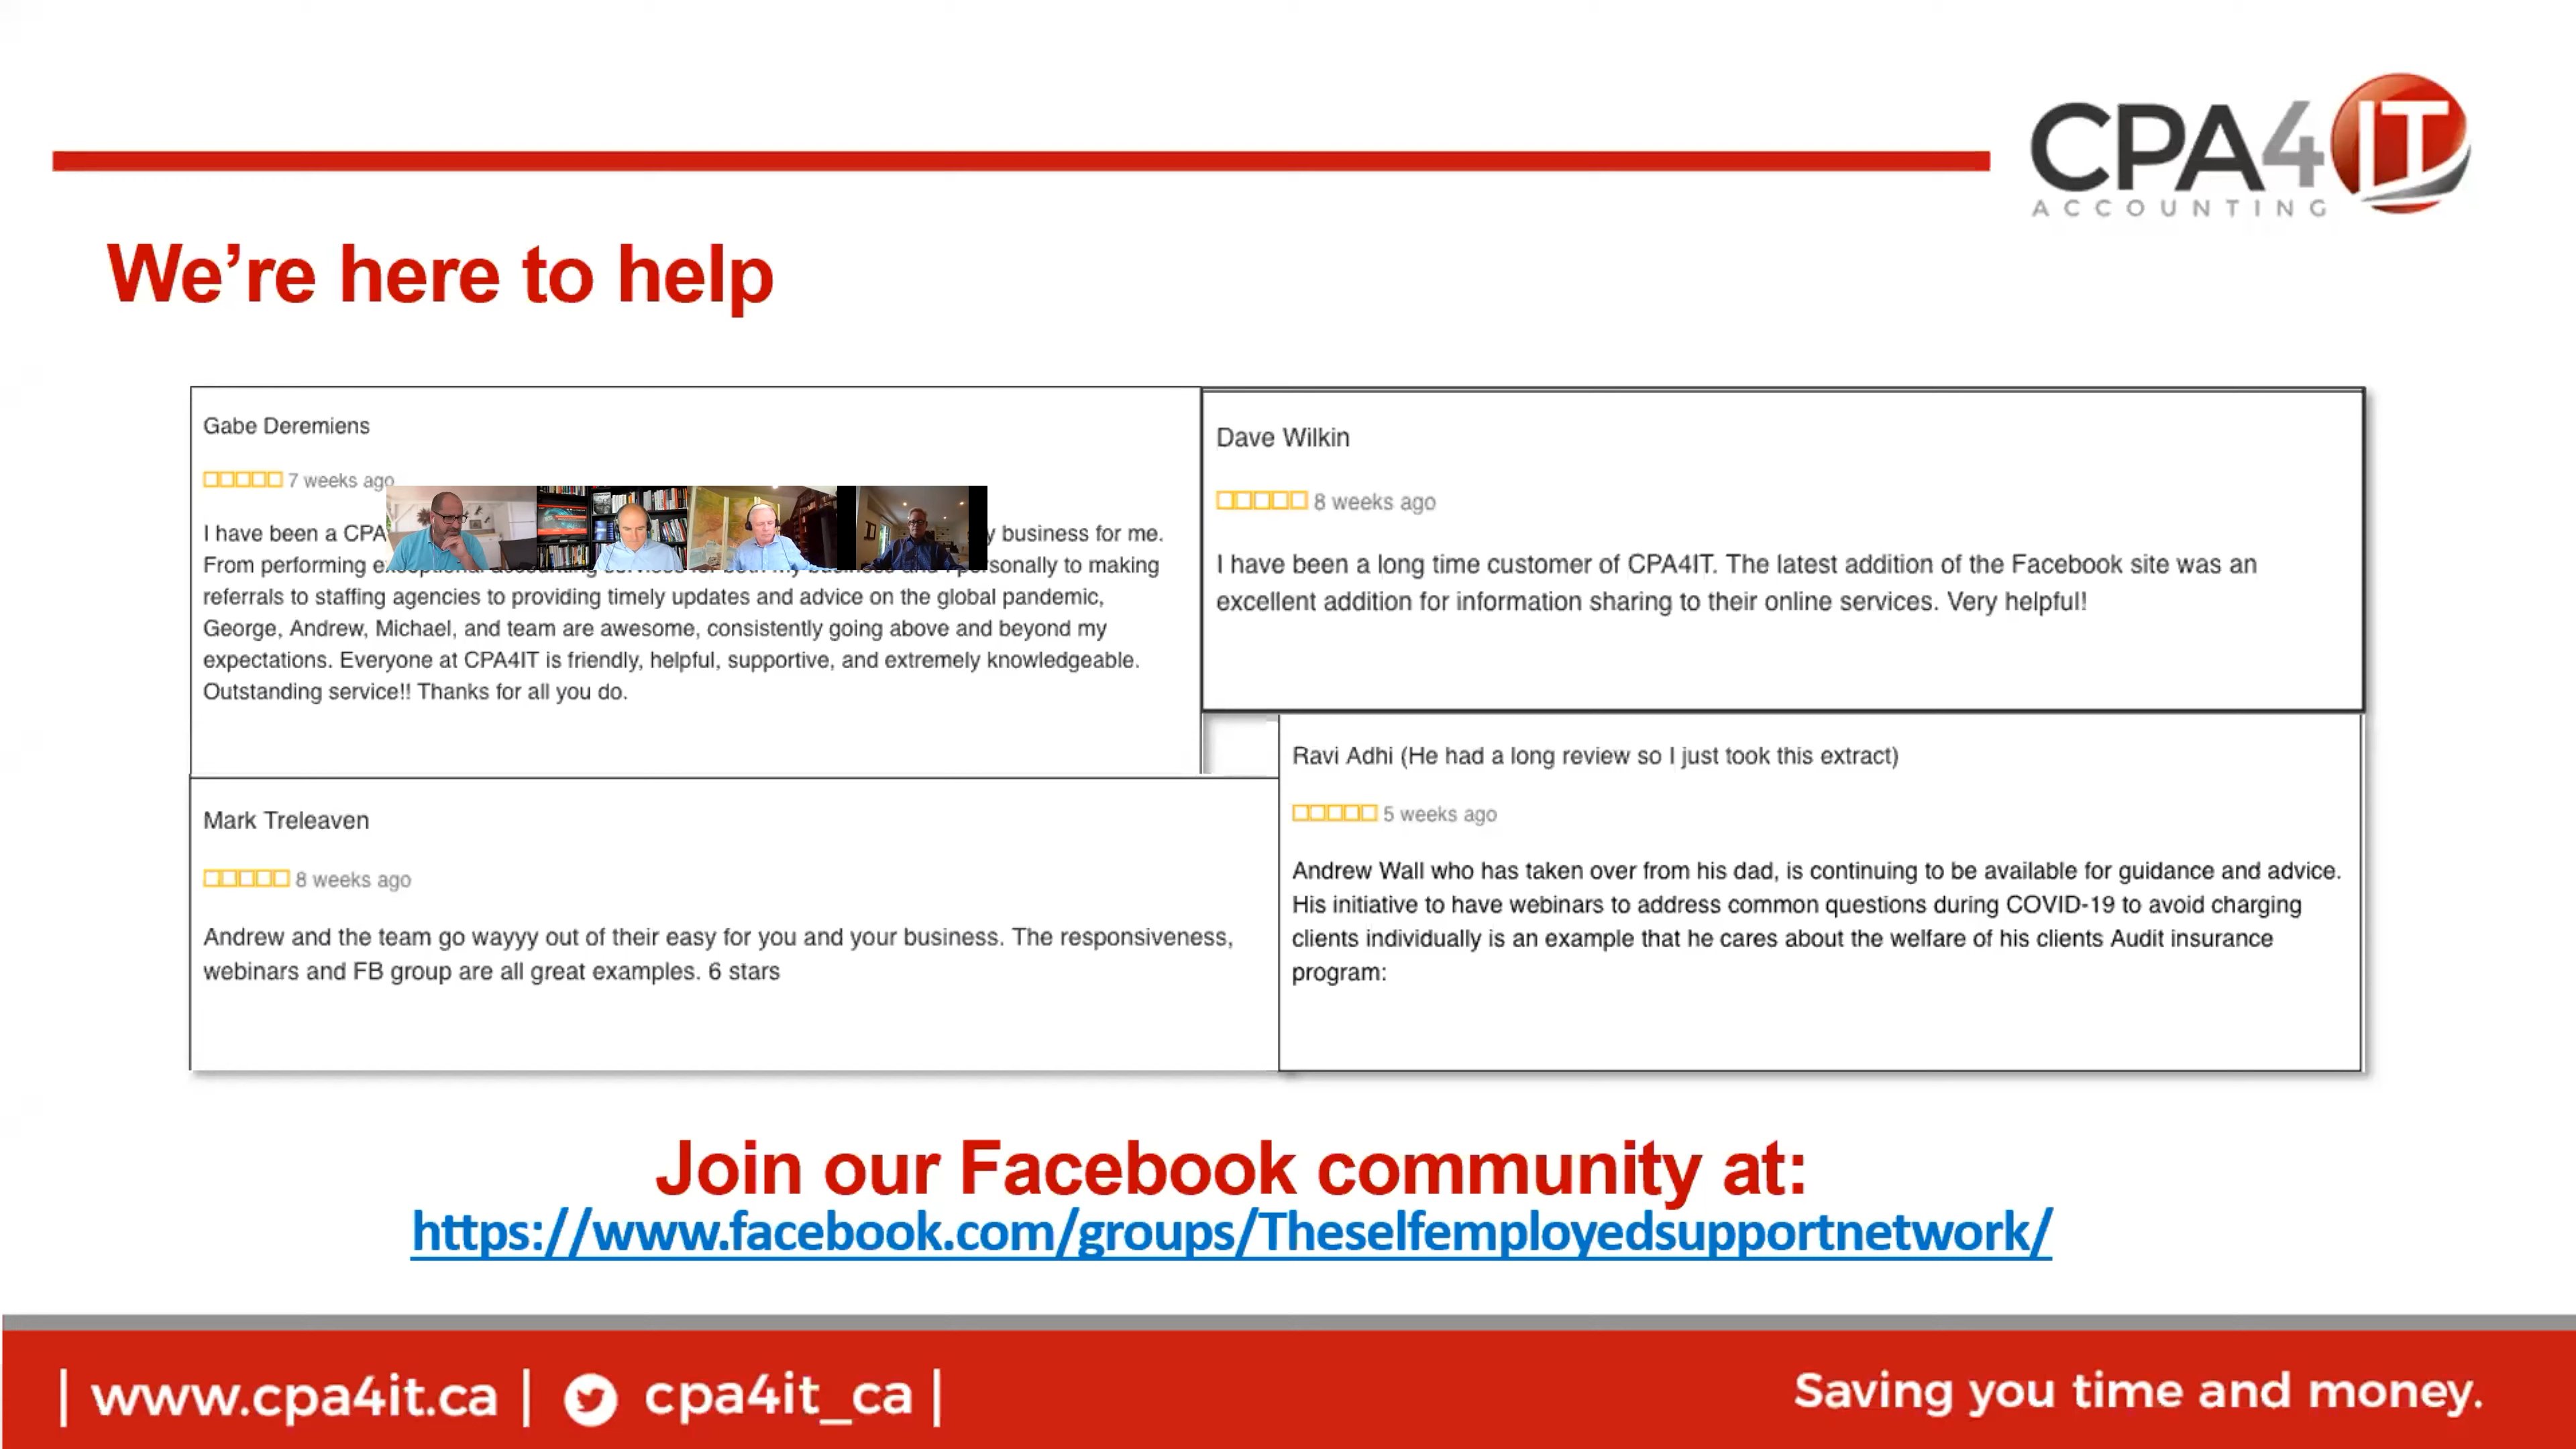 CPA4IT
ACCOUNTING
We're here to help
Gabe Deremiens
7 weeks ago
I have been a CPA business for me.
From performing exceptional accounting services for both my business and I personally to making
referrals to staffing agencies to providing timely updates and advice on the global pandemic,
George, Andrew, Michael, and team are awesome, consistently going above and beyond my
expectations. Everyone at CPA4IT is friendly, helpful, supportive, and extremely knowledgeable.
Outstanding service!! Thanks for all you do.
Dave Wilkin
8 weeks ago
I have been a long time customer of CPA4IT. The latest addition of the Facebook site was an
excellent addition for information sharing to their online services. Very helpful!
Mark Treleaven
8 weeks ago
Andrew and the team go wayyy out of their easy for you and your business. The responsiveness,
webinars and FB group are all great examples. 6 stars
Ravi Adhi (He had a long review so I just took this extract)
5 weeks ago
Andrew Wall who has taken over from his dad, is continuing to be available for guidance and advice.
His initiative to have webinars to address common questions during COVID-19 to avoid charging
clients individually is an example that he cares about the welfare of his clients Audit insurance
program:
Join our Facebook community at:
https://www.facebook.com/groups/Theselfemployedsupportnetwork/
| www.cpa4it.ca | cpa4it_ca |
Saving you time and money.